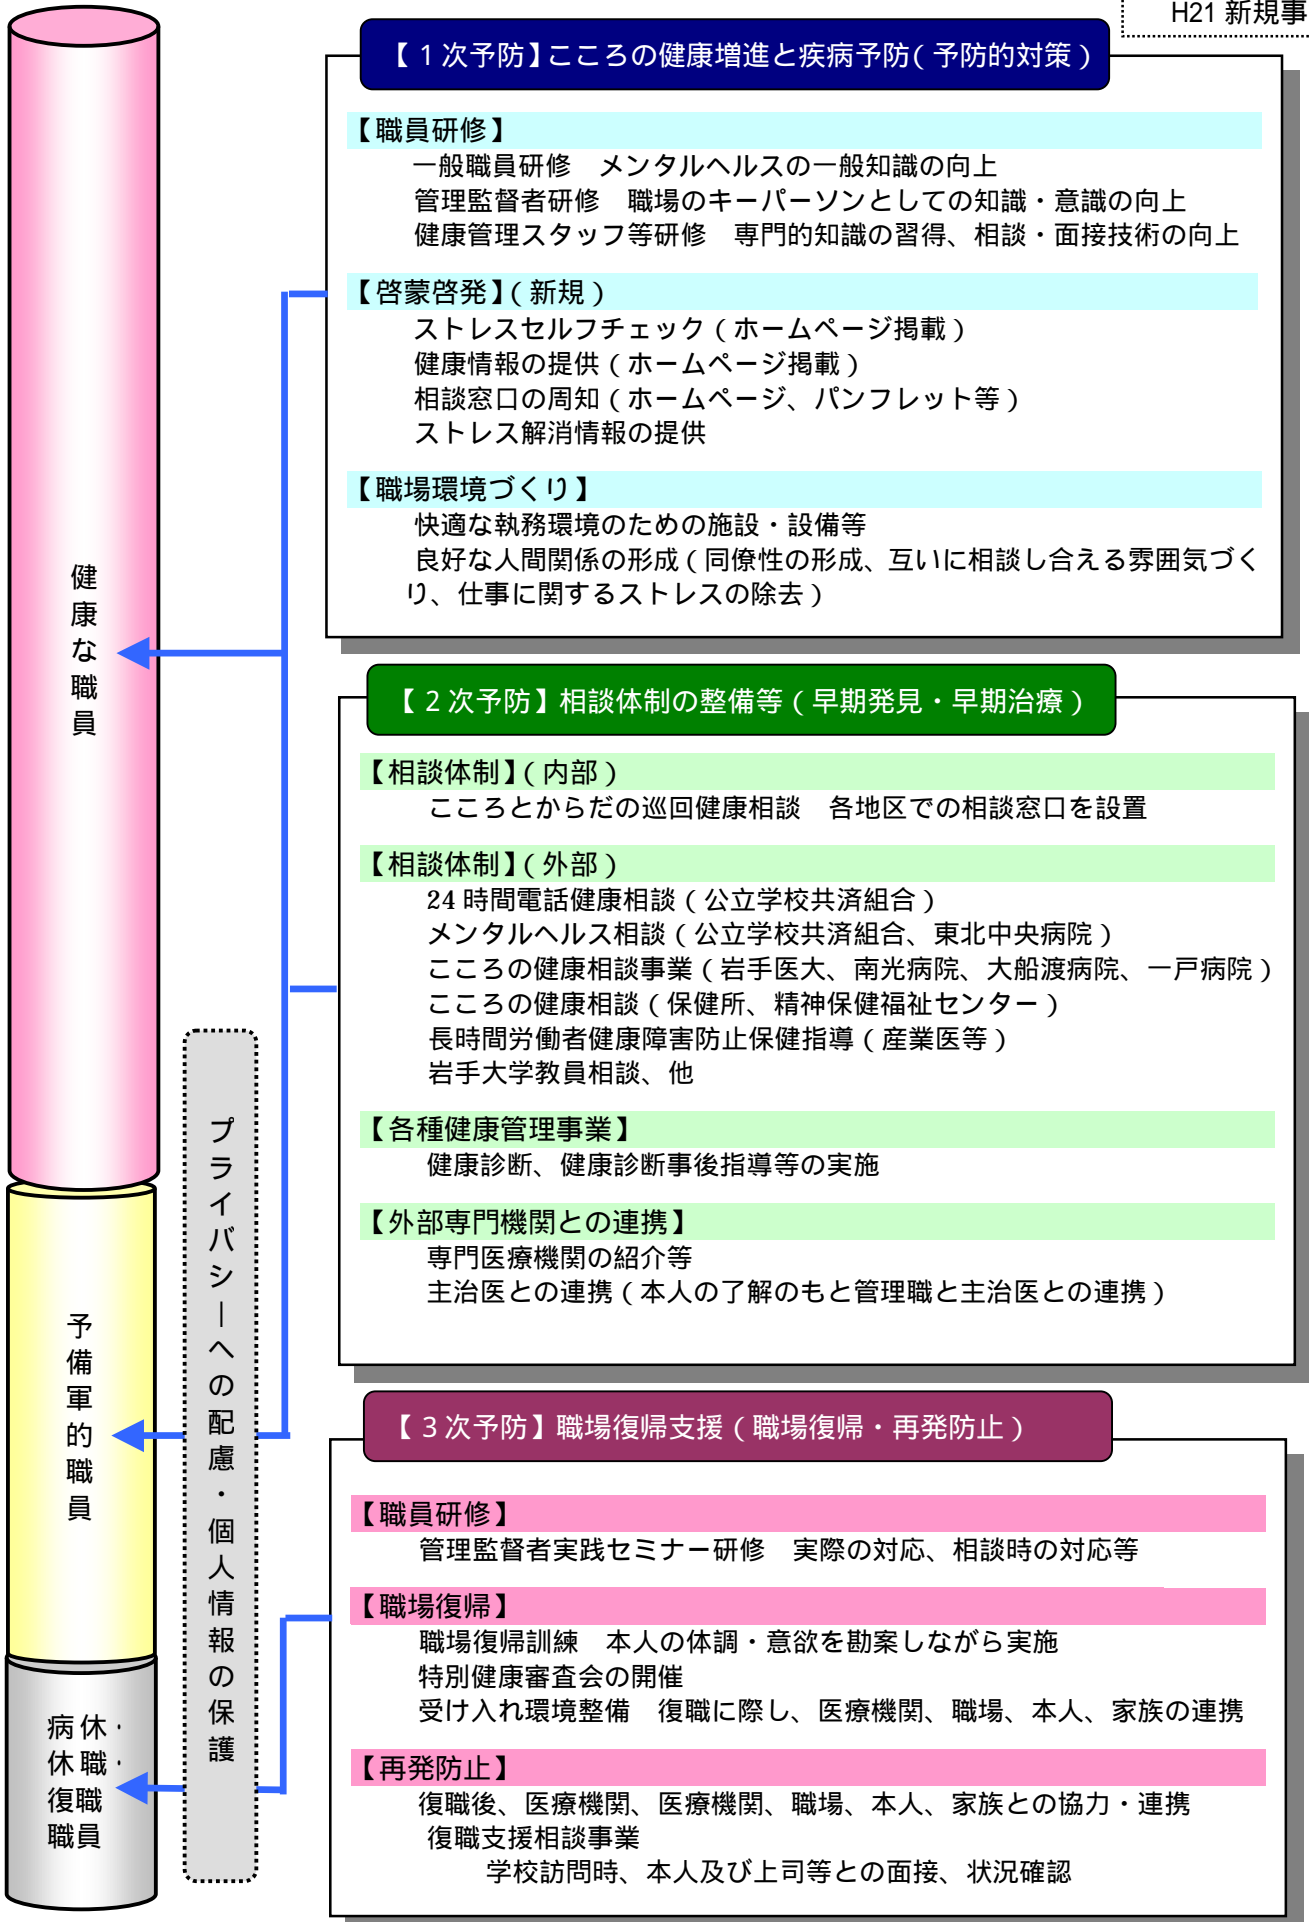 H21 新規事
【１次予防】こころの健康増進と疾病予防（予防的対策）
【職員研修】
一般職員研修　メンタルヘルスの一般知識の向上
管理監督者研修　職場のキーパーソンとしての知識・意識の向上
健康管理スタッフ等研修　専門的知識の習得、相談・面接技術の向上
【啓蒙啓発】（新規）
ストレスセルフチェック（ホームページ掲載）
健康情報の提供（ホームページ掲載）
相談窓口の周知（ホームページ、パンフレット等）
ストレス解消情報の提供
【職場環境づくり】
快適な執務環境のための施設・設備等
良好な人間関係の形成（同僚性の形成、互いに相談し合える雰囲気づく
り、仕事に関するストレスの除去）
健康な職員
【２次予防】相談体制の整備等（早期発見・早期治療）
【相談体制】（内部）
こころとからだの巡回健康相談　各地区での相談窓口を設置
【相談体制】（外部）
24 時間電話健康相談（公立学校共済組合）
メンタルヘルス相談（公立学校共済組合、東北中央病院）
こころの健康相談事業（岩手医大、南光病院、大船渡病院、一戸病院）
こころの健康相談（保健所、精神保健福祉センター）
長時間労働者健康障害防止保健指導（産業医等）
岩手大学教員相談、他
【各種健康管理事業】
健康診断、健康診断事後指導等の実施
【外部専門機関との連携】
専門医療機関の紹介等
主治医との連携（本人の了解のもと管理職と主治医との連携）
プライバシーへの配慮・個人情報の保護
予備軍的職員
【３次予防】職場復帰支援（職場復帰・再発防止）
【職員研修】
管理監督者実践セミナー研修　実際の対応、相談時の対応等
【職場復帰】
職場復帰訓練　本人の体調・意欲を勘案しながら実施
特別健康審査会の開催
受け入れ環境整備　復職に際し、医療機関、職場、本人、家族の連携
【再発防止】
復職後、医療機関、医療機関、職場、本人、家族との協力・連携
復職支援相談事業
学校訪問時、本人及び上司等との面接、状況確認
病休・
休職・
復職
職員